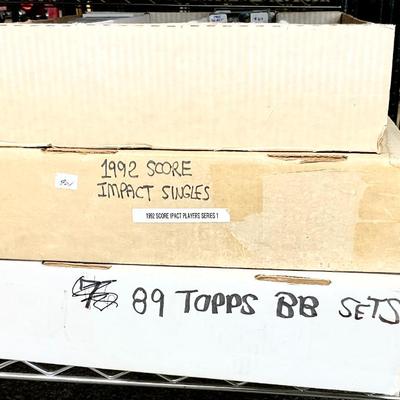 1992 SCORE
IMPACT SINGLES
1992 SCORE IPACT PLAYERS SERIES 1
89 TOPPS BB SETS